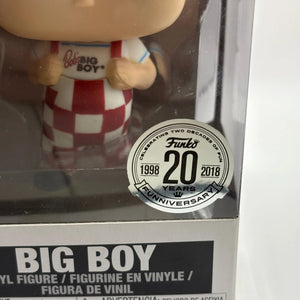 Bob's
BIG
BOY
CELEBRATING TWO DECADES OF FUN
Funko
1998 20 2018
YEARS
FUNNIVERSARY
BIG BOY
YL FIGURE / FIGURINE EN VINYLE /
FIGURA DE VINIL